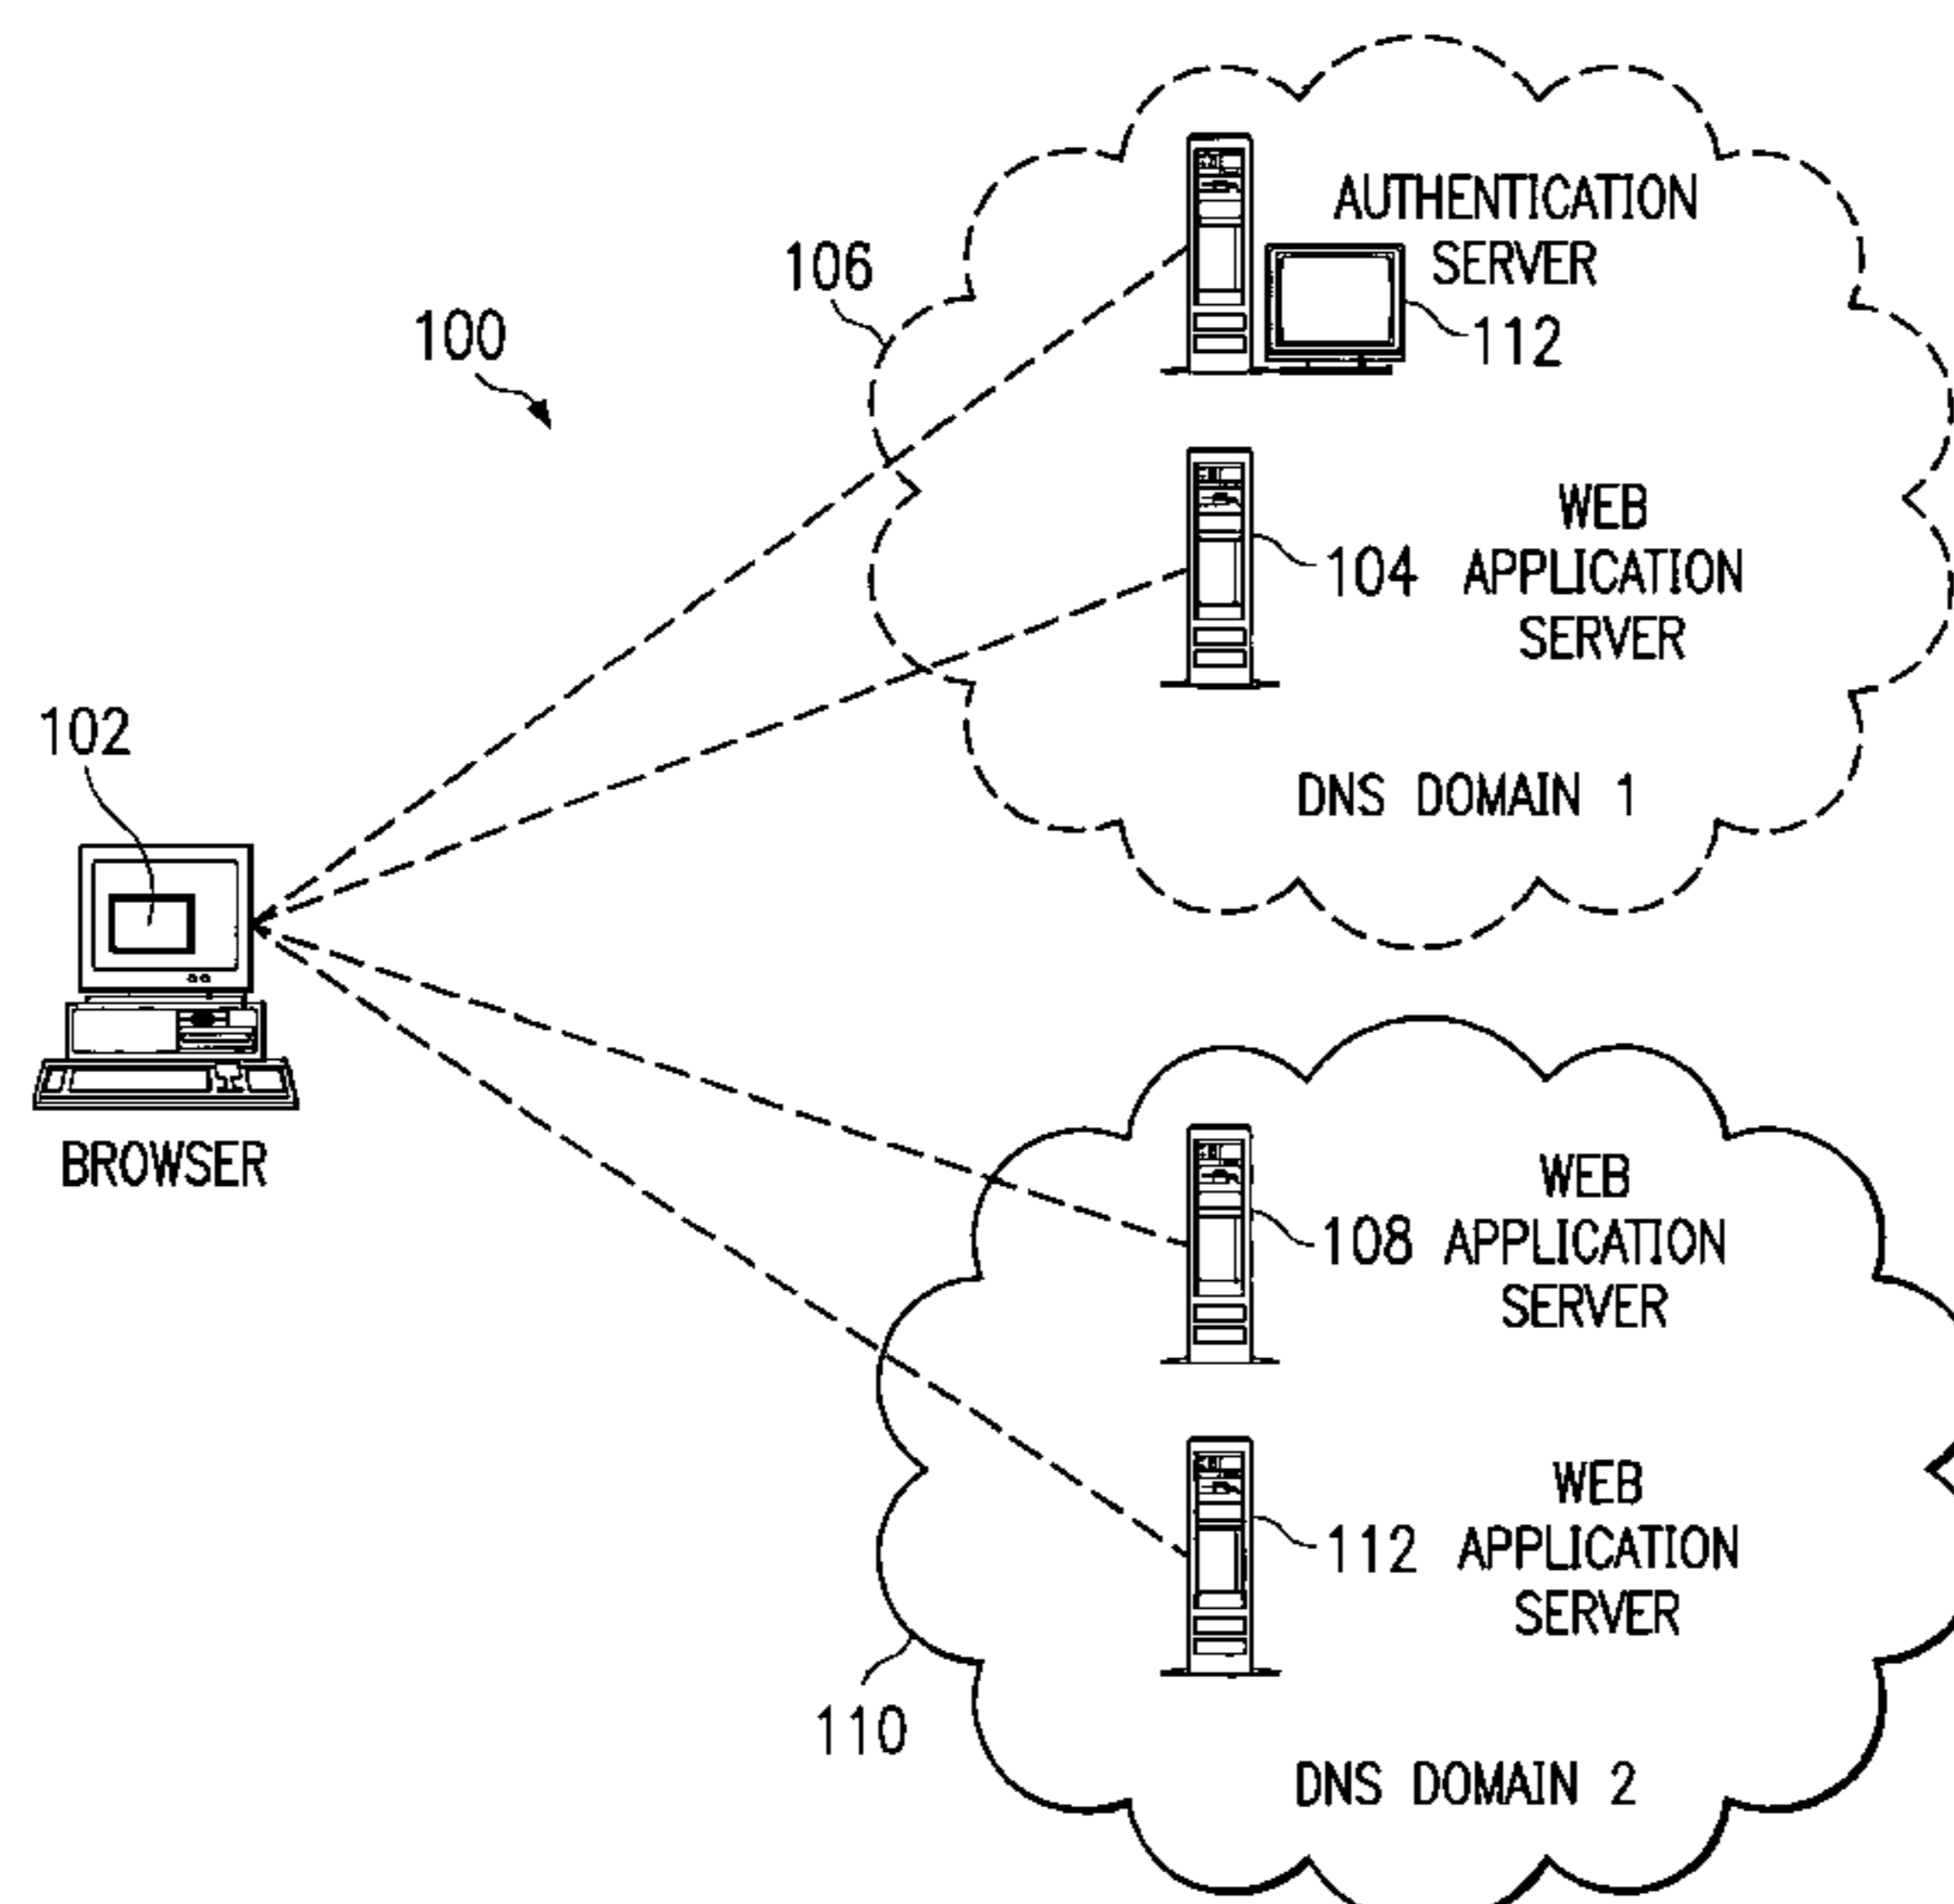 AUTHENTICATION
SERVER
106
100
112
WEB
104 APPLICATION
SERVER
102
DNS DOMAIN 1
BROWSER
WEB
108 APPLICATION
SERVER
WEB
112 APPLICATION
SERVER
110
DNS DOMAIN 2